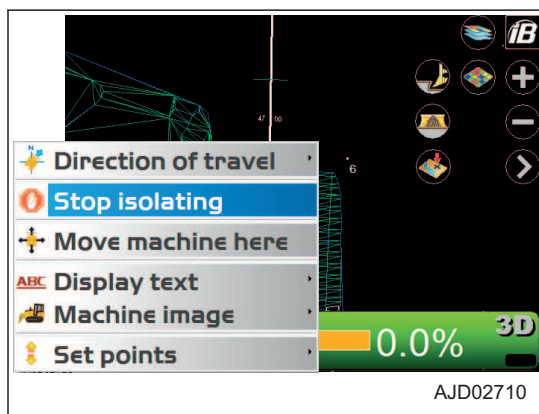 iB
47 00
6
N
Direction of travel
Stop isolating
Move machine here
ABC Display text
Machine image
Set points
0.0%
3D
AJD02710